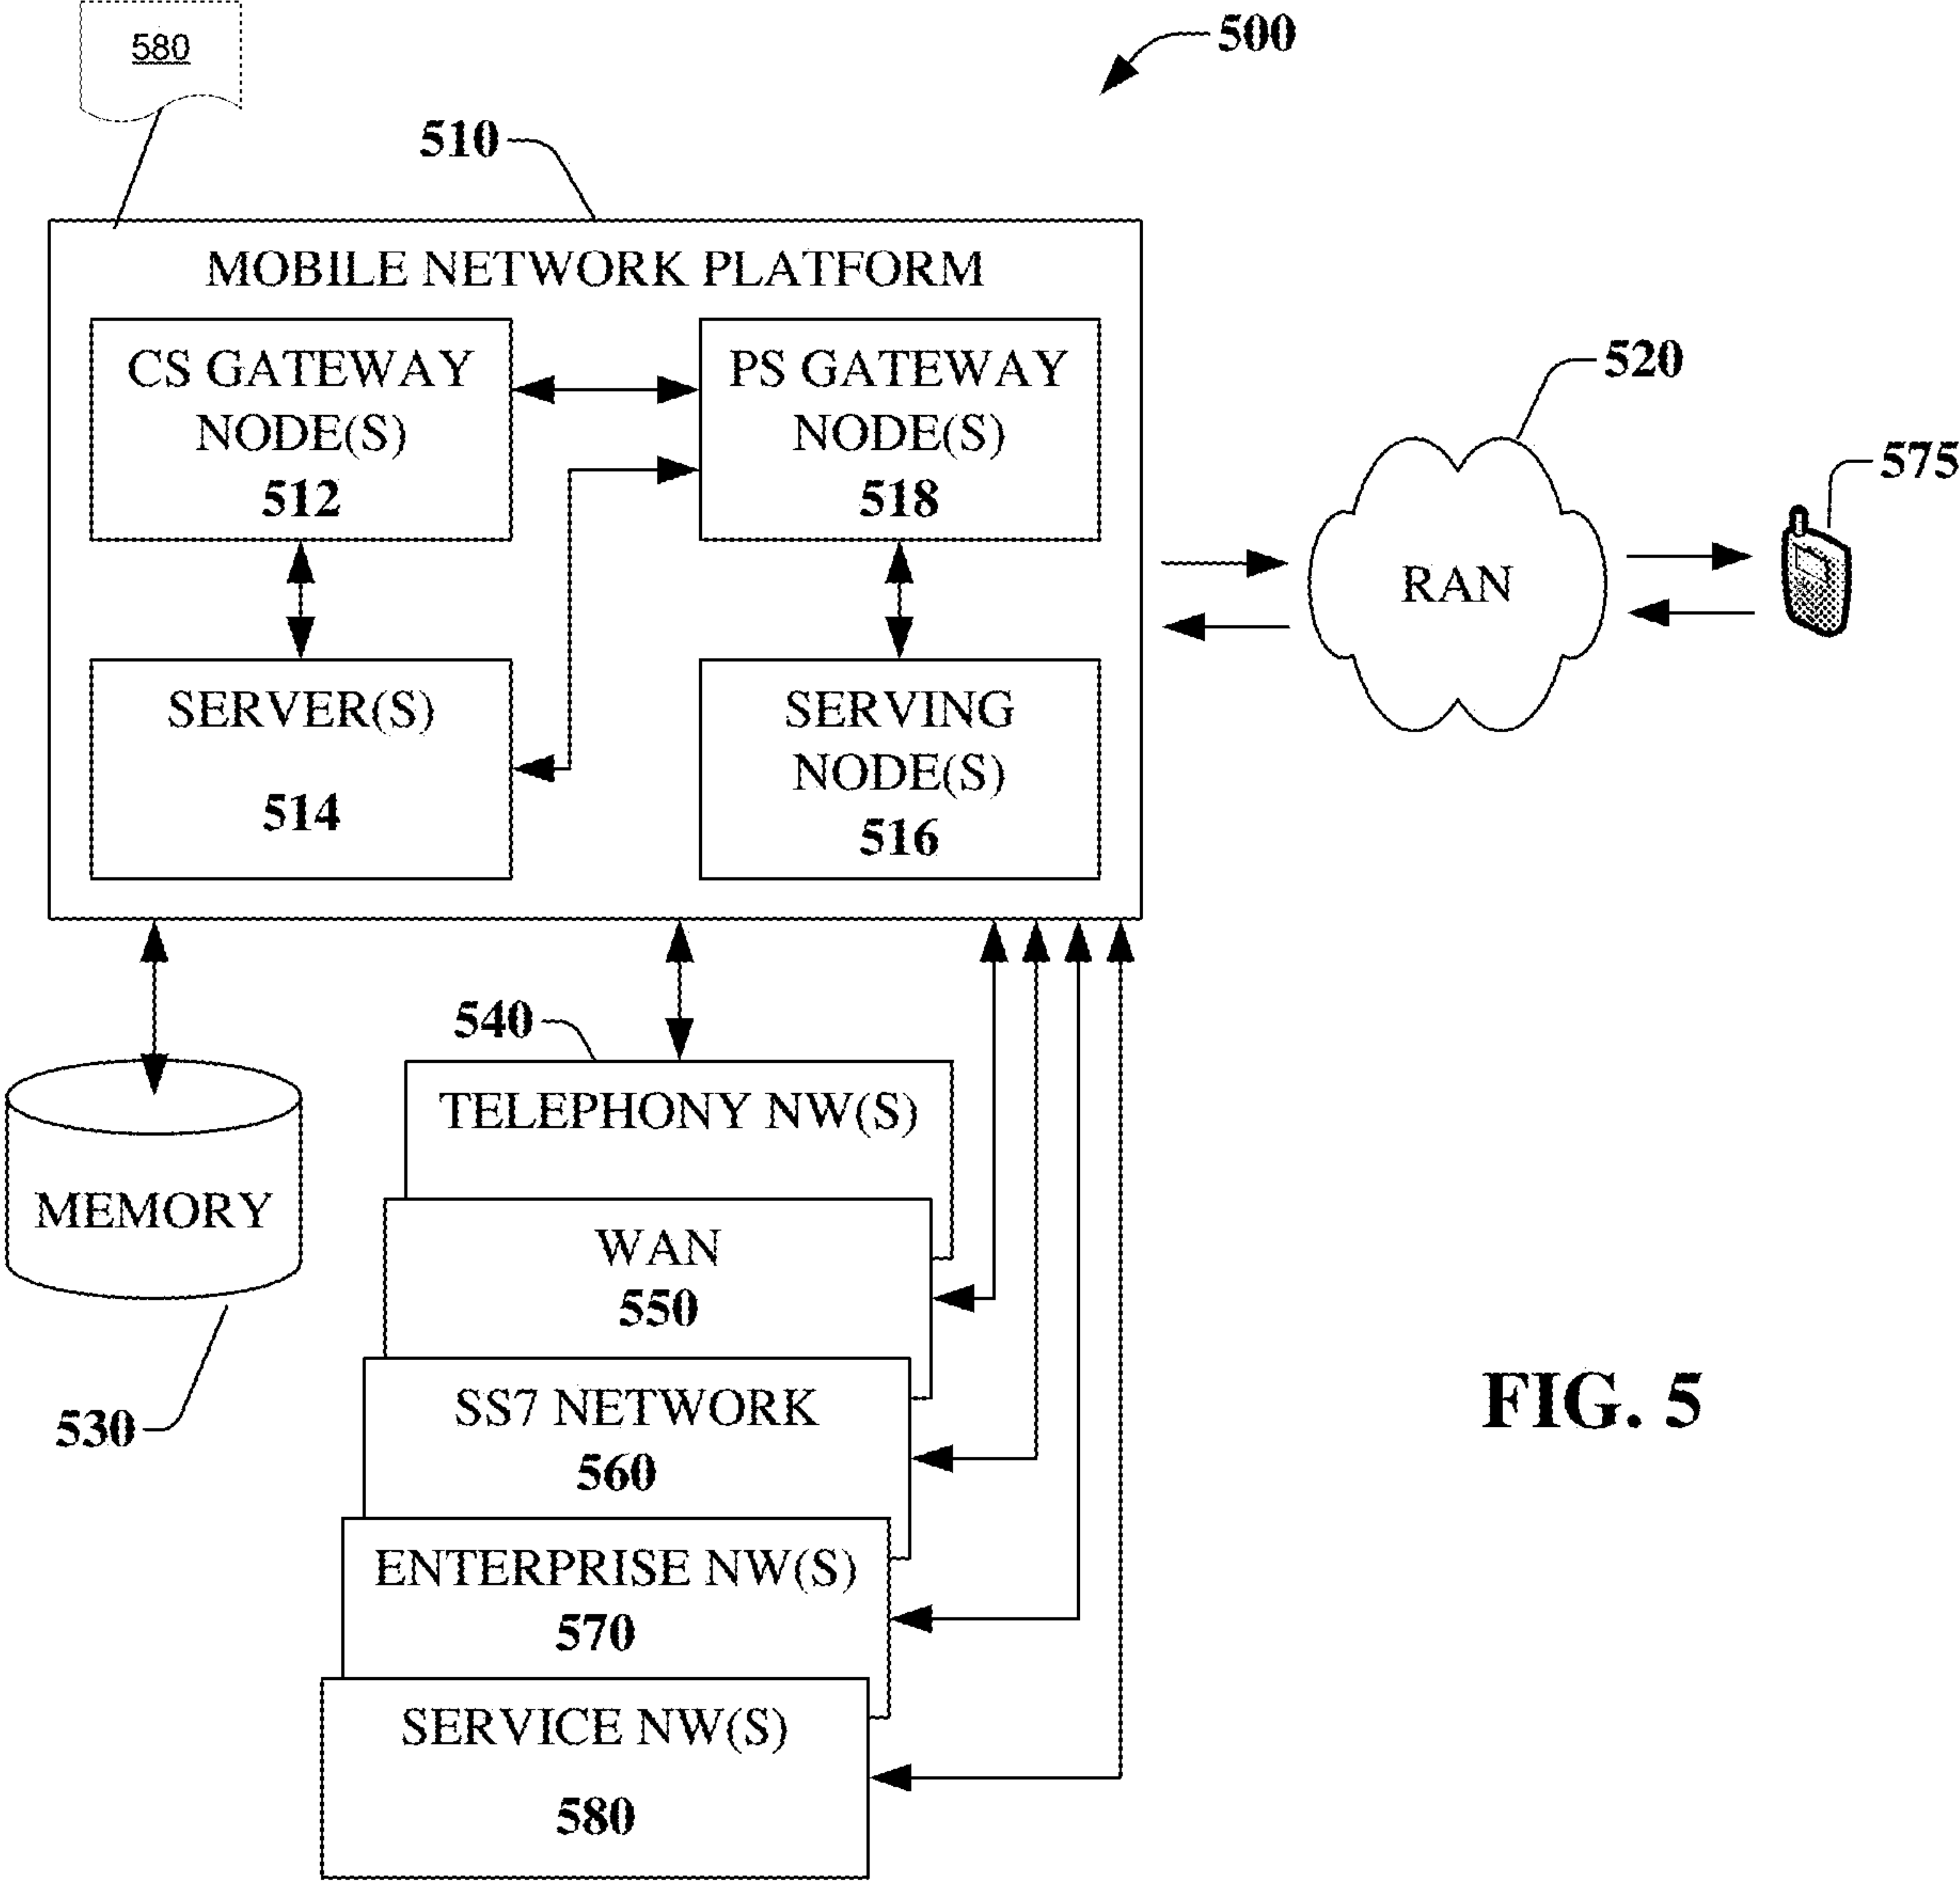 580
500
510
MOBILE NETWORK PLATFORM
CS GATEWAY
NODE(S)
512
PS GATEWAY
NODE(S)
518
SERVER(S)
514
SERVING
NODE(S)
516
520
RAN
575
540
TELEPHONY NW(S)
MEMORY
530
WAN
550
SS7 NETWORK
560
ENTERPRISE NW(S)
570
SERVICE NW(S)
580
FIG. 5